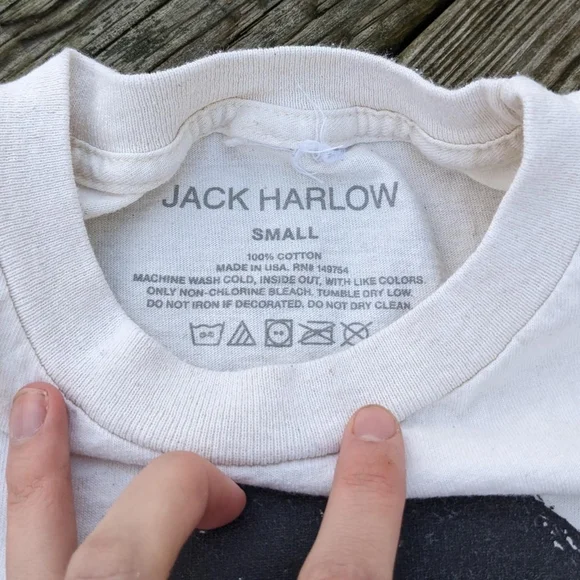 JACK HARLOW
SMALL
100% COTTON
MADE IN USA. RN# 149754
MACHINE WASH COLD, INSIDE OUT, WITH LIKE COLORS.
ONLY NON-CHLORINE BLEACH. TUMBLE DRY LOW.
DO NOT IRON IF DECORATED. DO NOT DRY CLEAN.